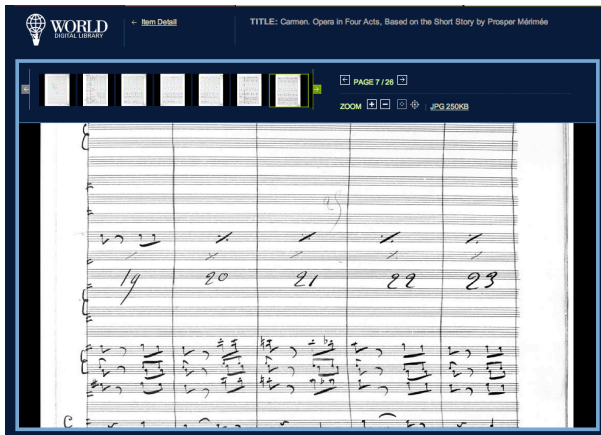 WORLD
DIGITAL LIBRARY
← Item Detail
TITLE: Carmen. Opera in Four Acts, Based on the Short Story by Prosper Mérimée
PAGE 7 / 26
ZOOM
JPG 250KB
19 20 21 22 23
C